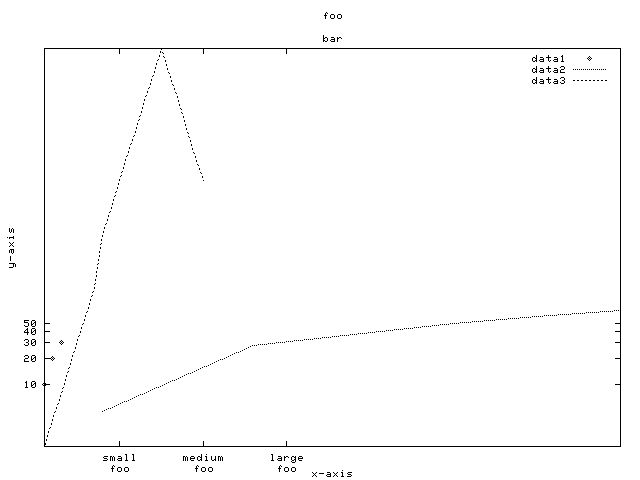 foo
bar
data1
data2
data3
y-axis
50
40
30
20
10
small medium large
foo foo foo
x-axis